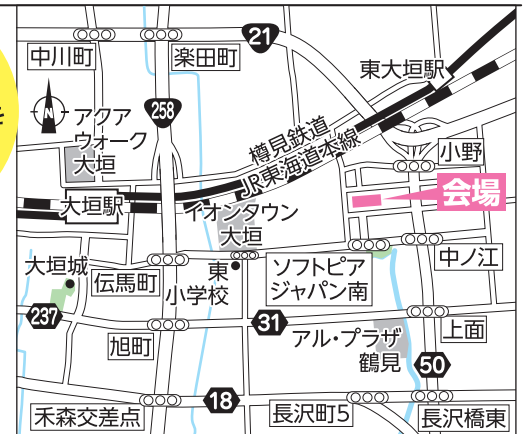 中川町
楽田町
21
東大垣駅
を
N
アクア
ウォーク
大垣
258
樽見鉄道
JR東海道本線
小野
会場
大垣駅
イオンタウン
大垣
大垣城
伝馬町
東
小学校
ソフトピア
ジャパン南
中ノ江
237
旭町
31
アル・プラザ
鶴見
上面
50
18
禾森交差点
長沢町5
長沢橋東